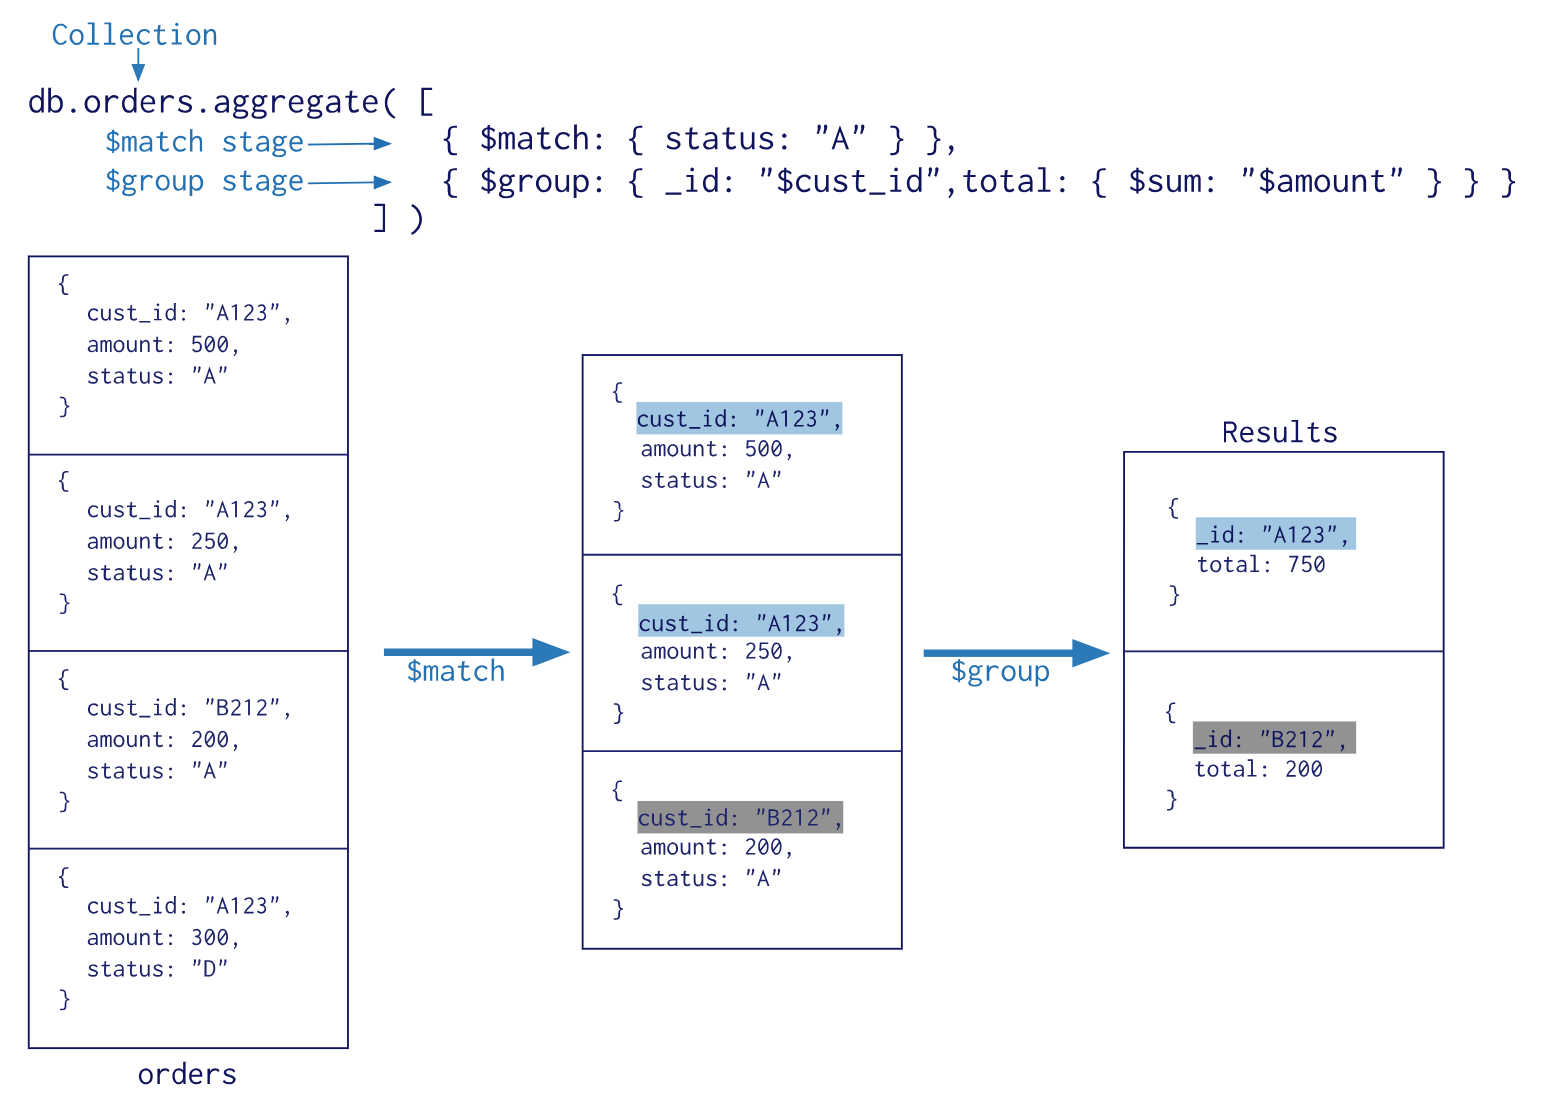 Collection
db.orders.aggregate( [
$match stage { $match: { status: "A" } },
$group stage { $group: { _id: "$cust_id",total: { $sum: "$amount" } } }
] )
{
cust_id: "A123",
amount: 500,
status: "A"
}
{
cust_id: "A123",
amount: 250,
status: "A"
}
{
cust_id: "B212",
amount: 200,
status: "A"
}
{
cust_id: "A123",
amount: 300,
status: "D"
}
orders
$match
{
cust_id: "A123",
amount: 500,
status: "A"
}
{
cust_id: "A123",
amount: 250,
status: "A"
}
{
cust_id: "B212",
amount: 200,
status: "A"
}
$group
Results
{
_id: "A123",
total: 750
}
{
_id: "B212",
total: 200
}